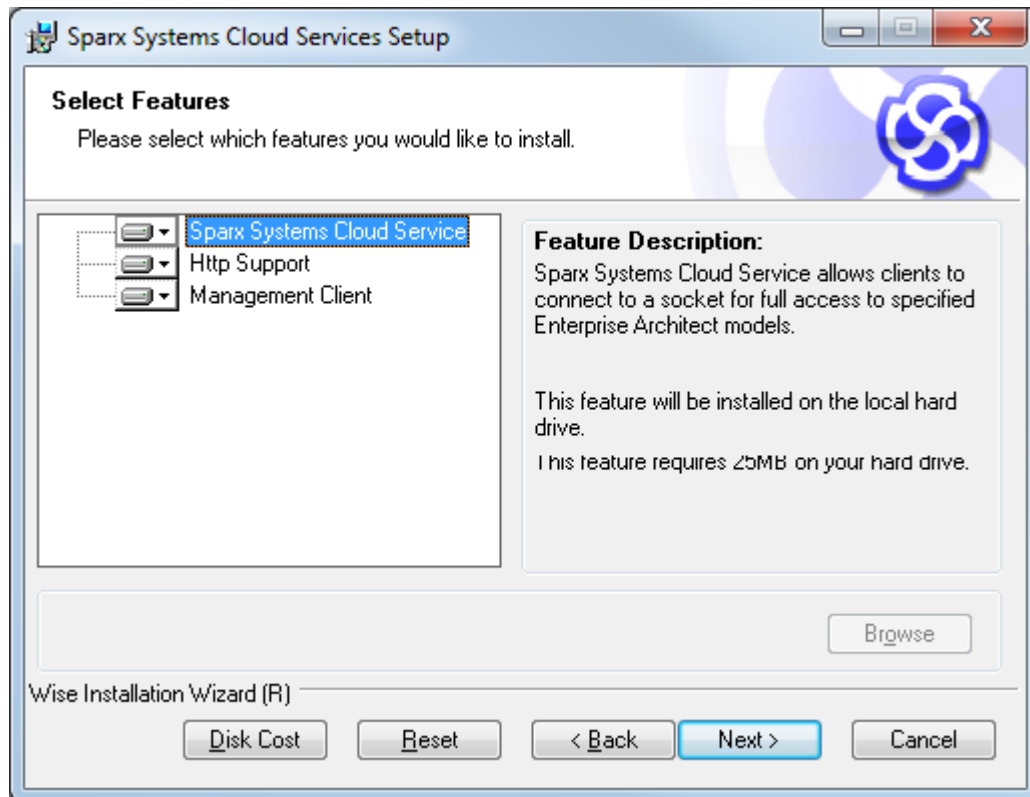 Sparx Systems Cloud Services Setup
Select Features
Please select which features you would like to install.
Sparx Systems Cloud Service
Http Support
Management Client
Feature Description:
Sparx Systems Cloud Service allows clients to
connect to a socket for full access to specified
Enterprise Architect models.
This feature will be installed on the local hard
drive.
This feature requires 25MB on your hard drive.
Browse
Wise Installation Wizard (R)
Disk Cost
Reset
< Back
Next >
Cancel